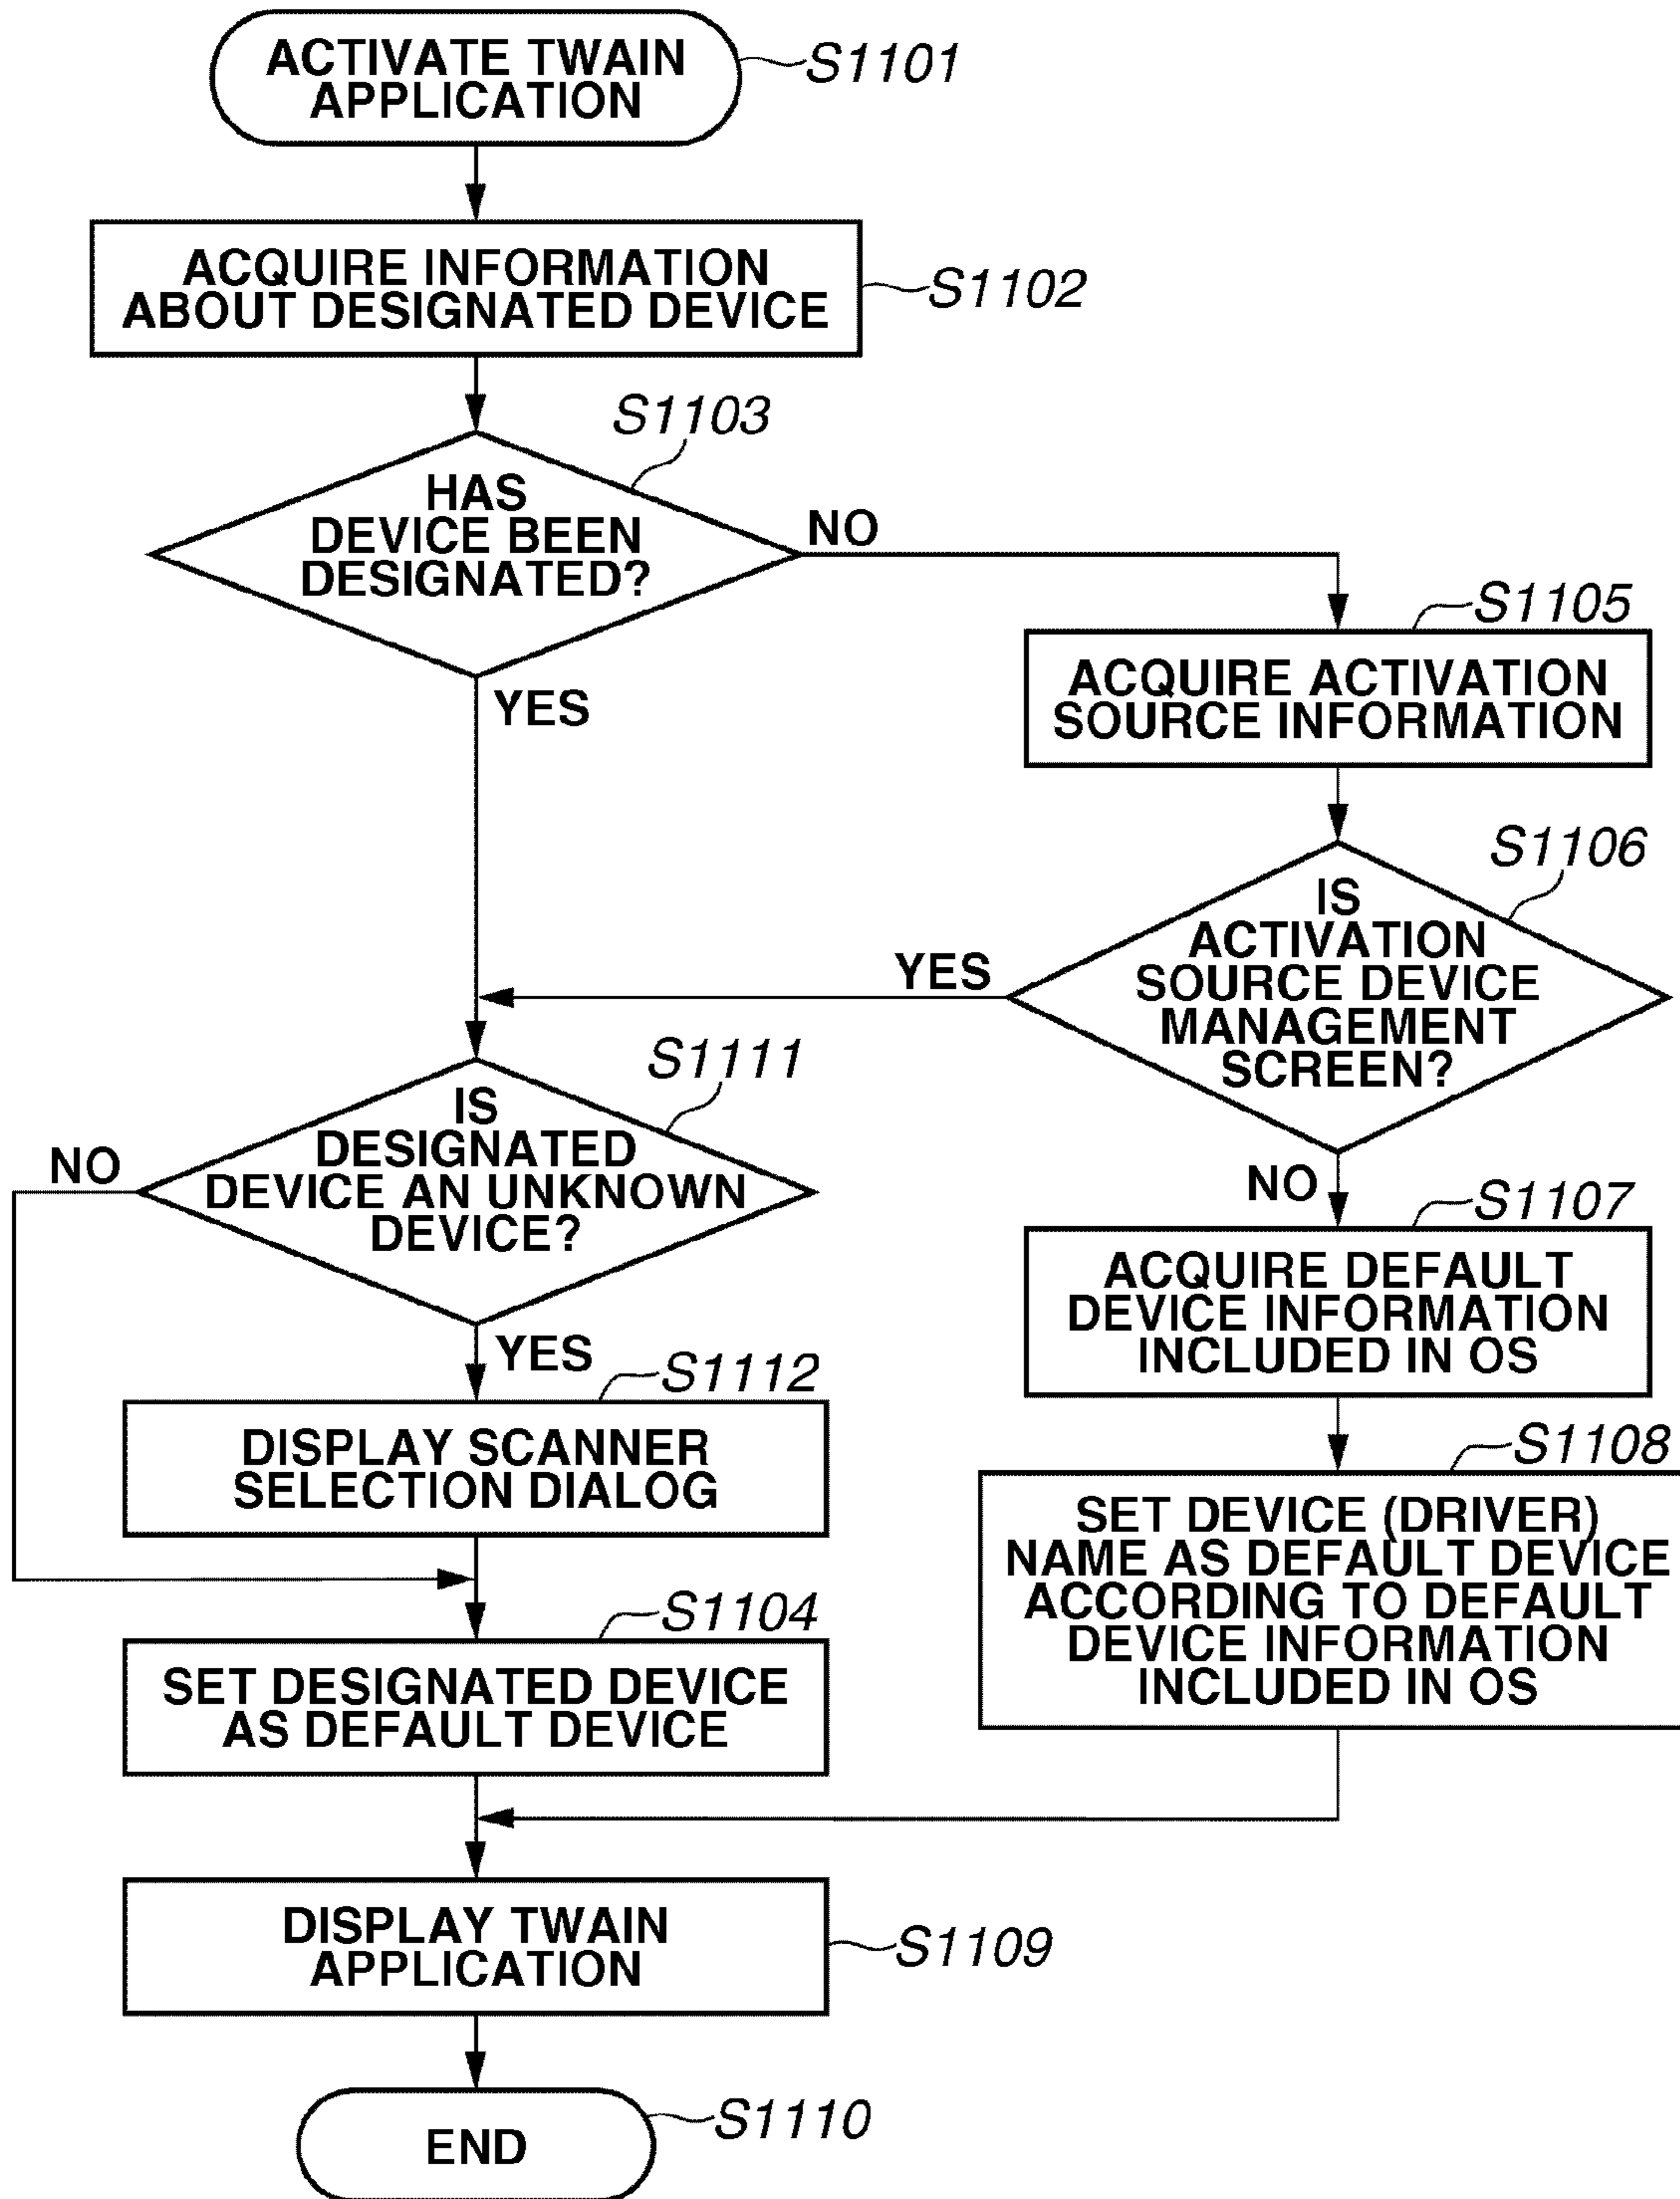 ACTIVATE TWAIN
APPLICATION
S1101
ACQUIRE INFORMATION
ABOUT DESIGNATED DEVICE
S1102
S1103
HAS
DEVICE BEEN
DESIGNATED?
NO
YES
S1105
ACQUIRE ACTIVATION
SOURCE INFORMATION
S1106
IS
ACTIVATION
SOURCE DEVICE
MANAGEMENT
SCREEN?
YES
NO
S1111
IS
DESIGNATED
DEVICE AN UNKNOWN
DEVICE?
NO
YES
S1107
ACQUIRE DEFAULT
DEVICE INFORMATION
INCLUDED IN OS
S1112
DISPLAY SCANNER
SELECTION DIALOG
S1108
SET DEVICE (DRIVER)
NAME AS DEFAULT DEVICE
ACCORDING TO DEFAULT
DEVICE INFORMATION
INCLUDED IN OS
S1104
SET DESIGNATED DEVICE
AS DEFAULT DEVICE
DISPLAY TWAIN
APPLICATION
S1109
END
S1110